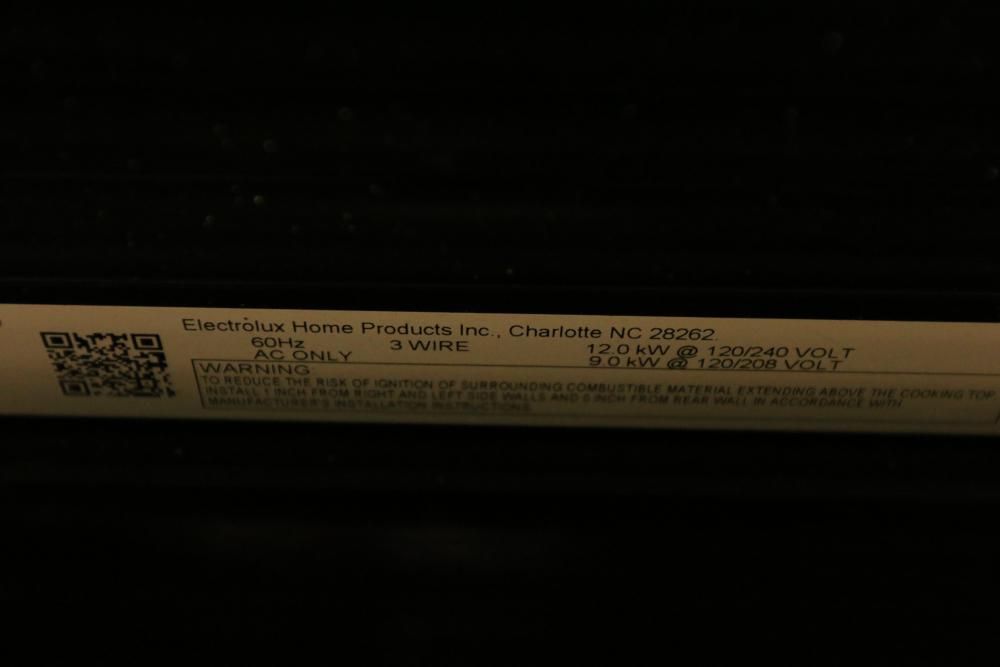 Electrolux Home Products Inc., Charlotte NC 28262.
60Hz 3 WIRE 12.0 kW @ 120/240 VOLT
AC ONLY 9.0 kW @ 120/208 VOLT
WARNING:
TO REDUCE THE RISK OF IGNITION OF SURROUNDING COMBUSTIBLE MATERIAL EXTENDING ABOVE THE COOKING TOP,
INSTALL 1 INCH FROM RIGHT AND LEFT SIDE WALLS AND 0 INCH FROM REAR WALL IN ACCORDANCE WITH
MANUFACTURER'S INSTALLATION INSTRUCTIONS.